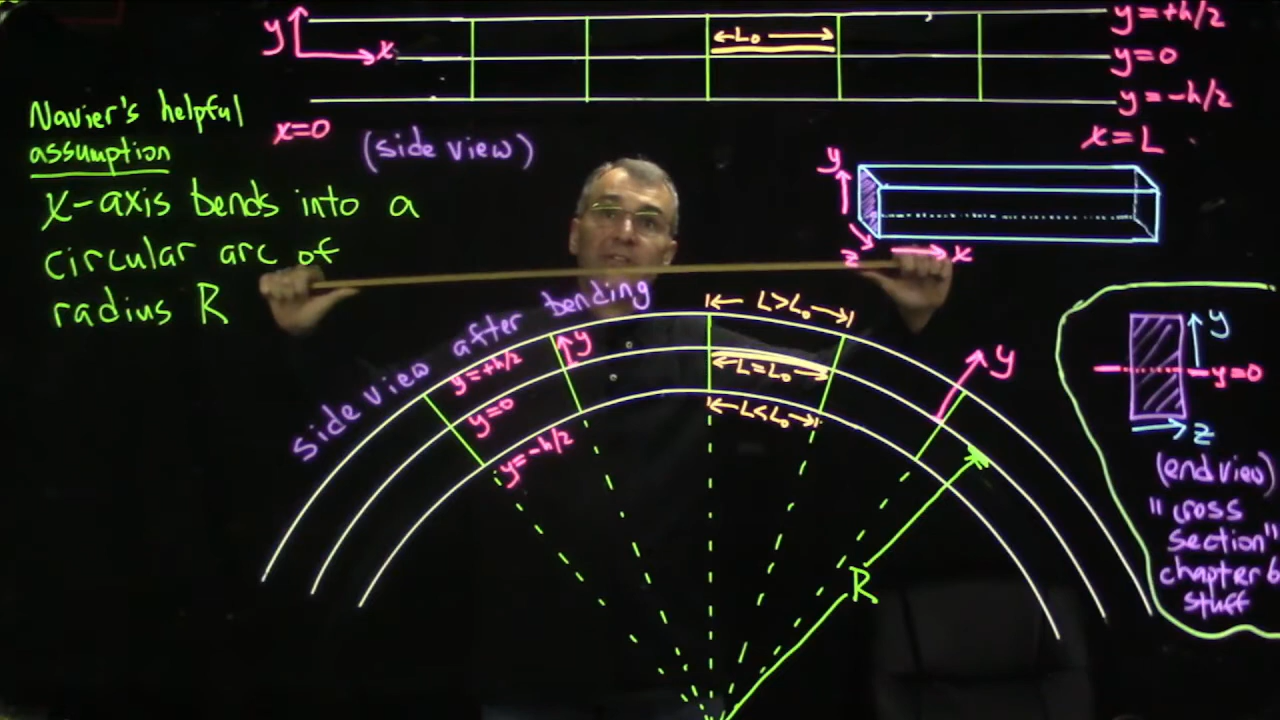 y
x
←L₀→
y=+h/2
y=0
y=-h/2
x=0
(side view)
x=L
Navier's helpful
assumption
x-axis bends into a
circular arc of
radius R
y
z
x
side view after bending
← L>L₀ →
y=+h/2
y
←L=L₀→
y=0
←L<L₀→
y=-h/2
y
R
y
y=0
z
(end view)
"cross
section"
chapter 6
stuff